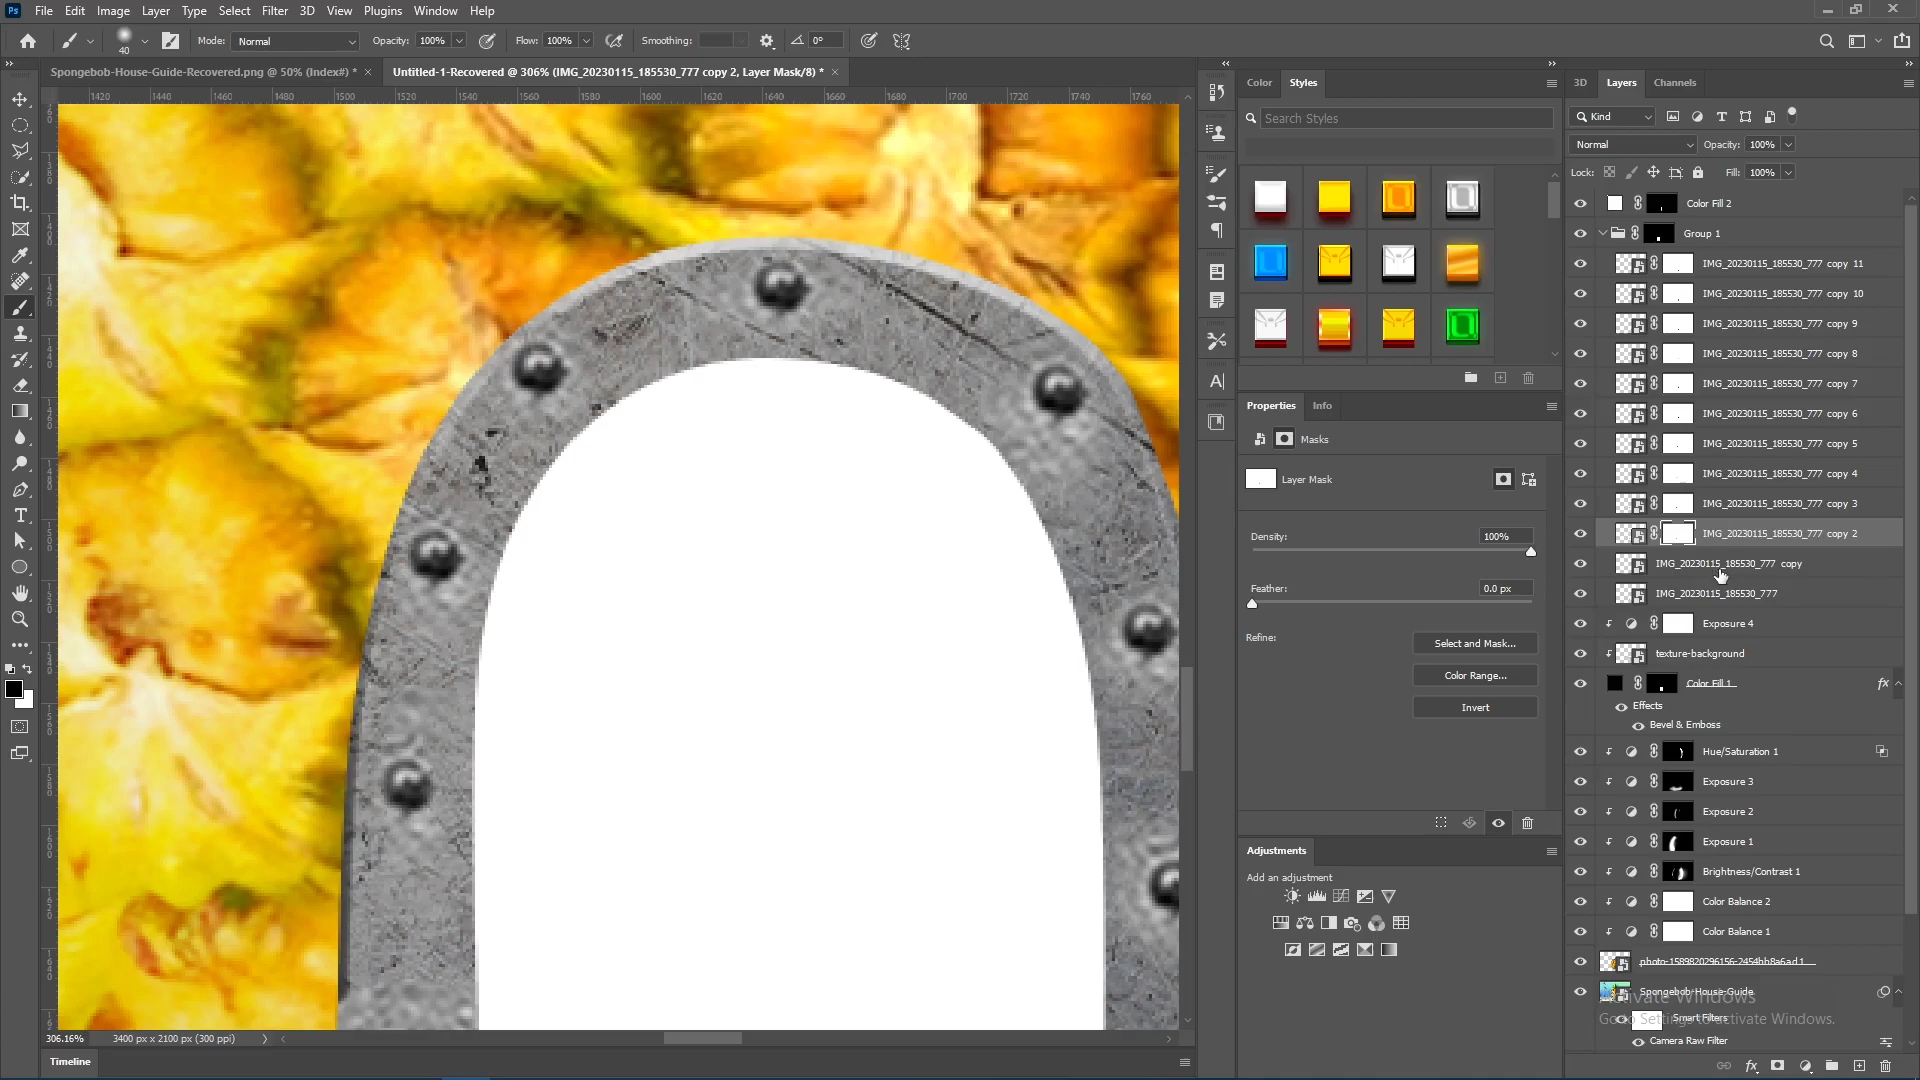 Ps File Edit Image Layer Type Select Filter 3D View Plugins Window Help
40 Mode: Normal Opacity: 100% Flow: 100% Smoothing: 0°
Spongebob-House-Guide-Recovered.png @ 50% (Index#) * × Untitled-1-Recovered @ 306% (IMG_20230115_185530_777 copy 2, Layer Mask/8) * ×
1420 1440 1460 1480 1500 1520 1540 1560 1580 1600 1620 1640 1660 1680 1700 1720 1740 1760
306.16% 3400 px x 2100 px (300 ppi)
Timeline
Color Styles
Search Styles
Properties Info
Masks
Layer Mask
Density: 100%
Feather: 0.0 px
Refine:
Select and Mask...
Color Range...
Invert
Adjustments
Add an adjustment
3D Layers Channels
Kind
Normal Opacity: 100%
Lock: Fill: 100%
Color Fill 2
Group 1
IMG_20230115_185530_777 copy 11
IMG_20230115_185530_777 copy 10
IMG_20230115_185530_777 copy 9
IMG_20230115_185530_777 copy 8
IMG_20230115_185530_777 copy 7
IMG_20230115_185530_777 copy 6
IMG_20230115_185530_777 copy 5
IMG_20230115_185530_777 copy 4
IMG_20230115_185530_777 copy 3
IMG_20230115_185530_777 copy 2
IMG_20230115_185530_777 copy
IMG_20230115_185530_777
Exposure 4
texture-background
Color Fill 1 fx
Effects
Bevel & Emboss
Hue/Saturation 1
Exposure 3
Exposure 2
Exposure 1
Brightness/Contrast 1
Color Balance 2
Color Balance 1
photo-1589820296156-2454bb8a6ad1
Spongebob-House-Guide
Activate Windows
Smart Filters
Go to Settings to activate Windows.
Camera Raw Filter
fx